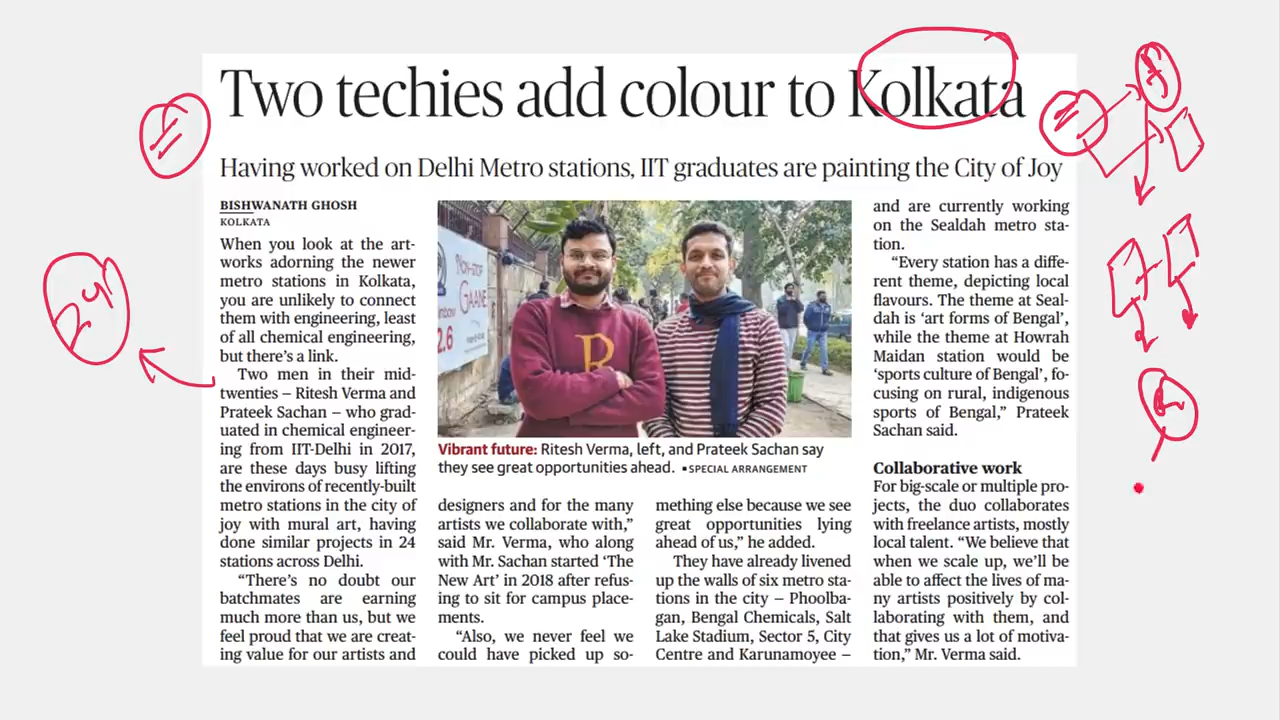 Two techies add colour to Kolkata
Having worked on Delhi Metro stations, IIT graduates are painting the City of Joy
BISHWANATH GHOSH
KOLKATA
When you look at the art-
works adorning the newer
metro stations in Kolkata,
you are unlikely to connect
them with engineering, least
of all chemical engineering,
but there's a link.
Two men in their mid-
twenties – Ritesh Verma and
Prateek Sachan – who grad-
uated in chemical engineer-
ing from IIT-Delhi in 2017,
are these days busy lifting
the environs of recently-built
metro stations in the city of
joy with mural art, having
done similar projects in 24
stations across Delhi.
"There's no doubt our
batchmates are earning
much more than us, but we
feel proud that we are creat-
ing value for our artists and
NON-STOP
GAANE
2.6
R
Vibrant future: Ritesh Verma, left, and Prateek Sachan say
they see great opportunities ahead. ▪SPECIAL ARRANGEMENT
designers and for the many
artists we collaborate with,"
said Mr. Verma, who along
with Mr. Sachan started 'The
New Art' in 2018 after refus-
ing to sit for campus place-
ments.
"Also, we never feel we
could have picked up so-
mething else because we see
great opportunities lying
ahead of us," he added.
They have already livened
up the walls of six metro sta-
tions in the city – Phoolba-
gan, Bengal Chemicals, Salt
Lake Stadium, Sector 5, City
Centre and Karunamoyee –
and are currently working
on the Sealdah metro sta-
tion.
"Every station has a diffe-
rent theme, depicting local
flavours. The theme at Seal-
dah is 'art forms of Bengal',
while the theme at Howrah
Maidan station would be
'sports culture of Bengal', fo-
cusing on rural, indigenous
sports of Bengal," Prateek
Sachan said.
Collaborative work
For big-scale or multiple pro-
jects, the duo collaborates
with freelance artists, mostly
local talent. "We believe that
when we scale up, we'll be
able to affect the lives of ma-
ny artists positively by col-
laborating with them, and
that gives us a lot of motiva-
tion," Mr. Verma said.